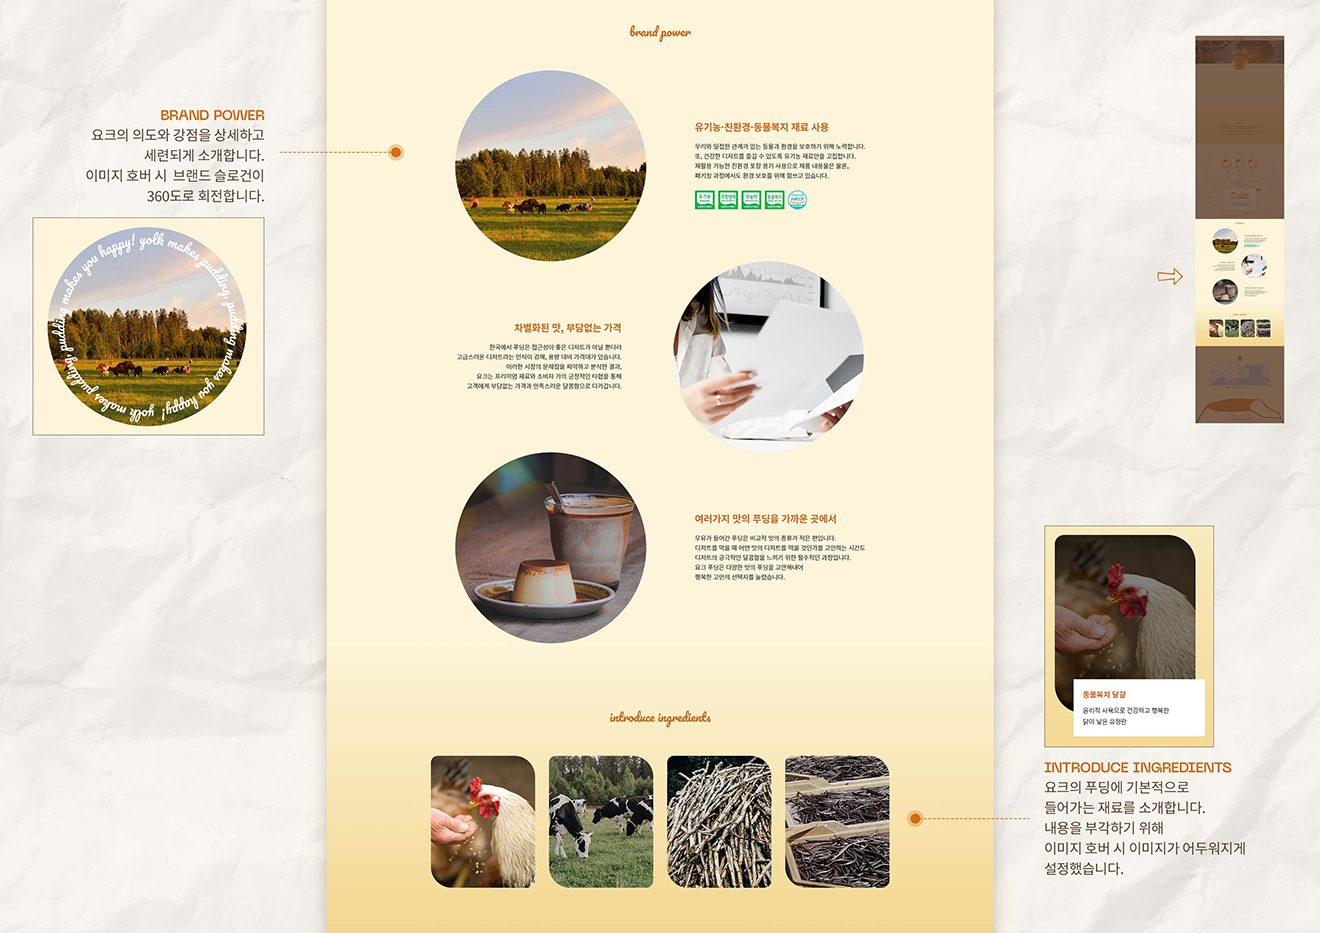 brand power
BRAND POWER
요크의 의도와 강점을 상세하고
세련되게 소개합니다.
이미지 호버 시 브랜드 슬로건이
360도로 회전합니다.
yolk makes pudding, pudding makes you happy! yolk makes pudding, pudding makes you happy!
유기농·친환경·동물복지 재료 사용
우리와 밀접한 관계가 있는 동물과 환경을 보호하기 위해 노력합니다.
또, 건강한 디저트를 즐길 수 있도록 유기농 재료만을 고집합니다.
재활용 가능한 친환경 포장 용기 사용으로 제품 내용물은 물론,
패키징 과정에서도 환경 보호를 위해 힘쓰고 있습니다.
유기농
무항생제
무농약
동물복지
HACCP
차별화된 맛, 부담없는 가격
한국에서 푸딩은 접근성이 좋은 디저트가 아닐 뿐더러
고급스러운 디저트라는 인식이 강해, 용량 대비 가격대가 있습니다.
이러한 시장의 문제점을 파악하고 분석한 결과,
요크는 프리미엄 재료와 소비자 가의 긍정적인 타협을 통해
고객에게 부담없는 가격과 만족스러운 달콤함으로 다가갑니다.
여러가지 맛의 푸딩을 가까운 곳에서
우유가 들어간 푸딩은 비교적 맛의 종류가 적은 편입니다.
디저트를 먹을 때 어떤 맛의 디저트를 먹을 것인가를 고민하는 시간도
디저트의 궁극적인 달콤함을 느끼기 위한 필수적인 과정입니다.
요크 푸딩은 다양한 맛의 푸딩을 고안해내어
행복한 고민의 선택지를 늘렸습니다.
introduce ingredients
동물복지 달걀
윤리적 사육으로 건강하고 행복한
닭이 낳은 유정란
INTRODUCE INGREDIENTS
요크의 푸딩에 기본적으로
들어가는 재료를 소개합니다.
내용을 부각하기 위해
이미지 호버 시 이미지가 어두워지게
설정했습니다.